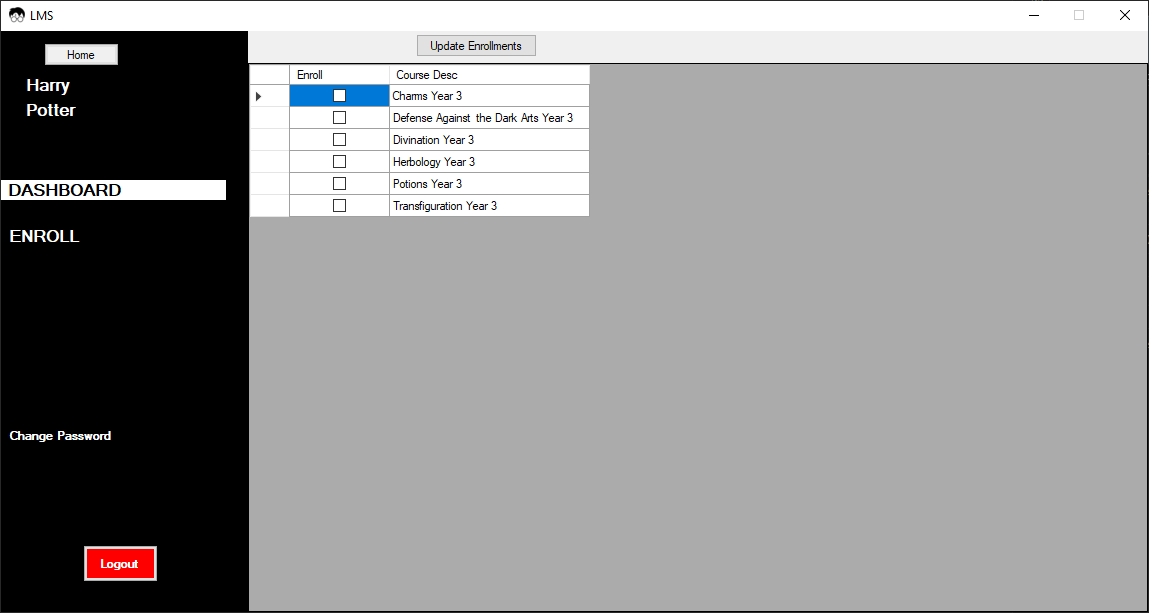 LMS
Home
Harry
Potter
DASHBOARD
ENROLL
Change Password
Logout
Update Enrollments
Enroll Course Desc
Charms Year 3
Defense Against the Dark Arts Year 3
Divination Year 3
Herbology Year 3
Potions Year 3
Transfiguration Year 3